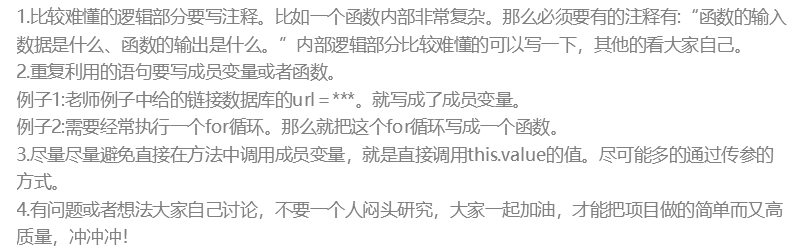 1.比较难懂的逻辑部分要写注释。比如一个函数内部非常复杂。那么必须要有的注释有:“函数的输入
数据是什么、函数的输出是什么。”内部逻辑部分比较难懂的可以写一下，其他的看大家自己。
2.重复利用的语句要写成员变量或者函数。
例子1:老师例子中给的链接数据库的url = ***。就写成了成员变量。
例子2:需要经常执行一个for循环。那么就把这个for循环写成一个函数。
3.尽量尽量避免直接在方法中调用成员变量，就是直接调用this.value的值。尽可能多的通过传参的
方式。
4.有问题或者想法大家自己讨论，不要一个人闷头研究，大家一起加油，才能把项目做的简单而又高
质量，冲冲冲！